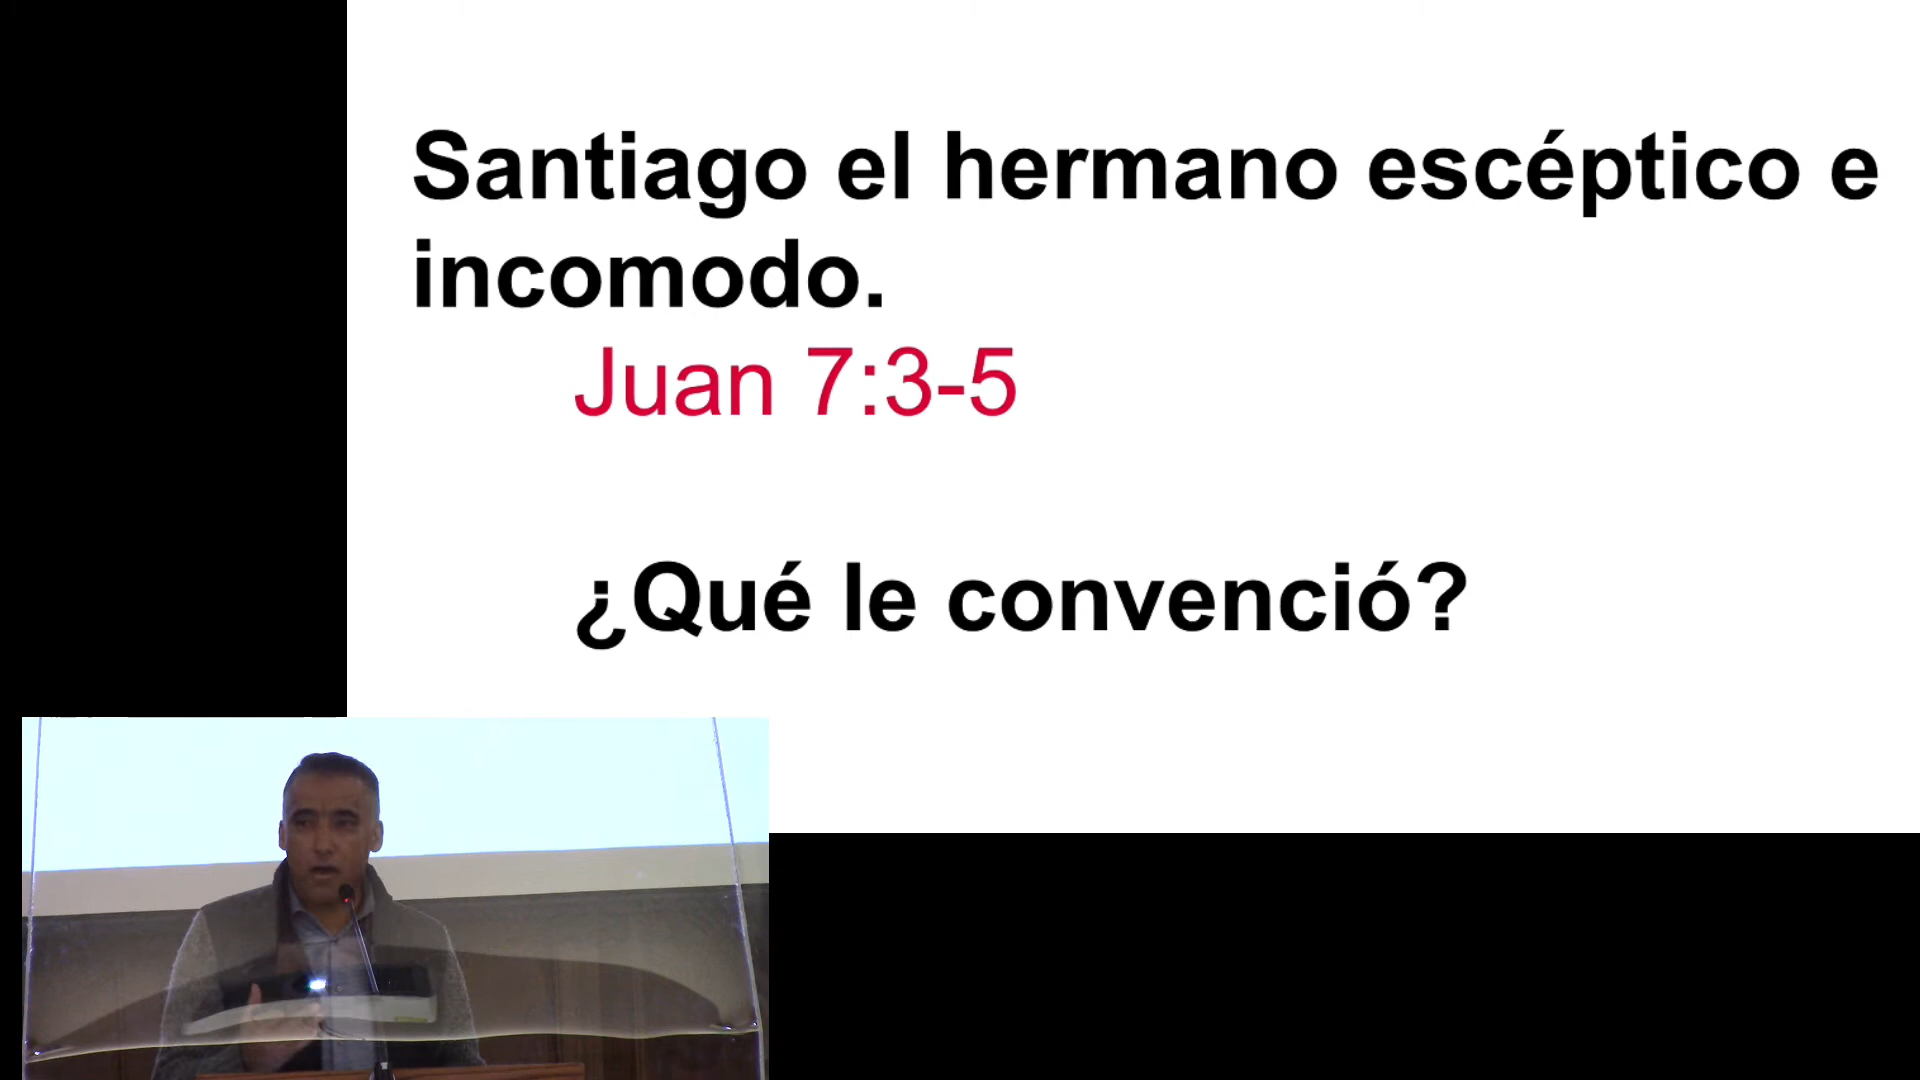 Santiago el hermano escéptico e
incomodo.
Juan 7:3-5
¿Qué le convenció?